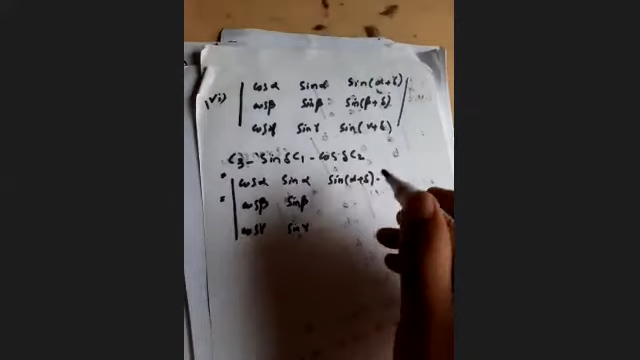 (vi) | cosα sinα sin(α+δ) |
cosβ sinβ sin(β+δ)
cosγ sinγ sin(γ+δ)
C₃ - sinδC₁ - cosδC₂
= | cosα sinα sin(α+δ) -
= cosβ sinβ
cosγ sinγ